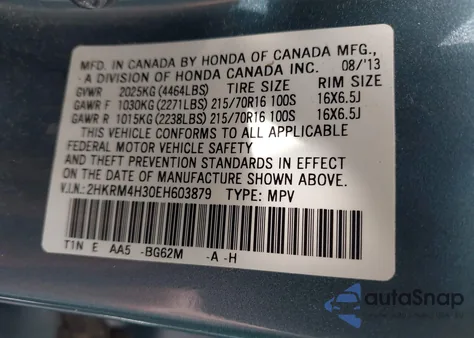 MFD. IN CANADA BY HONDA OF CANADA MFG.,
- A DIVISION OF HONDA CANADA INC. 08/'13
GVWR 2025KG (4464LBS) TIRE SIZE RIM SIZE
GAWR F 1030KG (2271LBS) 215/70R16 100S 16X6.5J
GAWR R 1015KG (2238LBS) 215/70R16 100S 16X6.5J
THIS VEHICLE CONFORMS TO ALL APPLICABLE
FEDERAL MOTOR VEHICLE SAFETY
AND THEFT PREVENTION STANDARDS IN EFFECT
ON THE DATE OF MANUFACTURE SHOWN ABOVE.
V.I.N.: 2HKRM4H30EH603879 TYPE: MPV
T1N E AA5 -BG62M -A -H
autoSnap